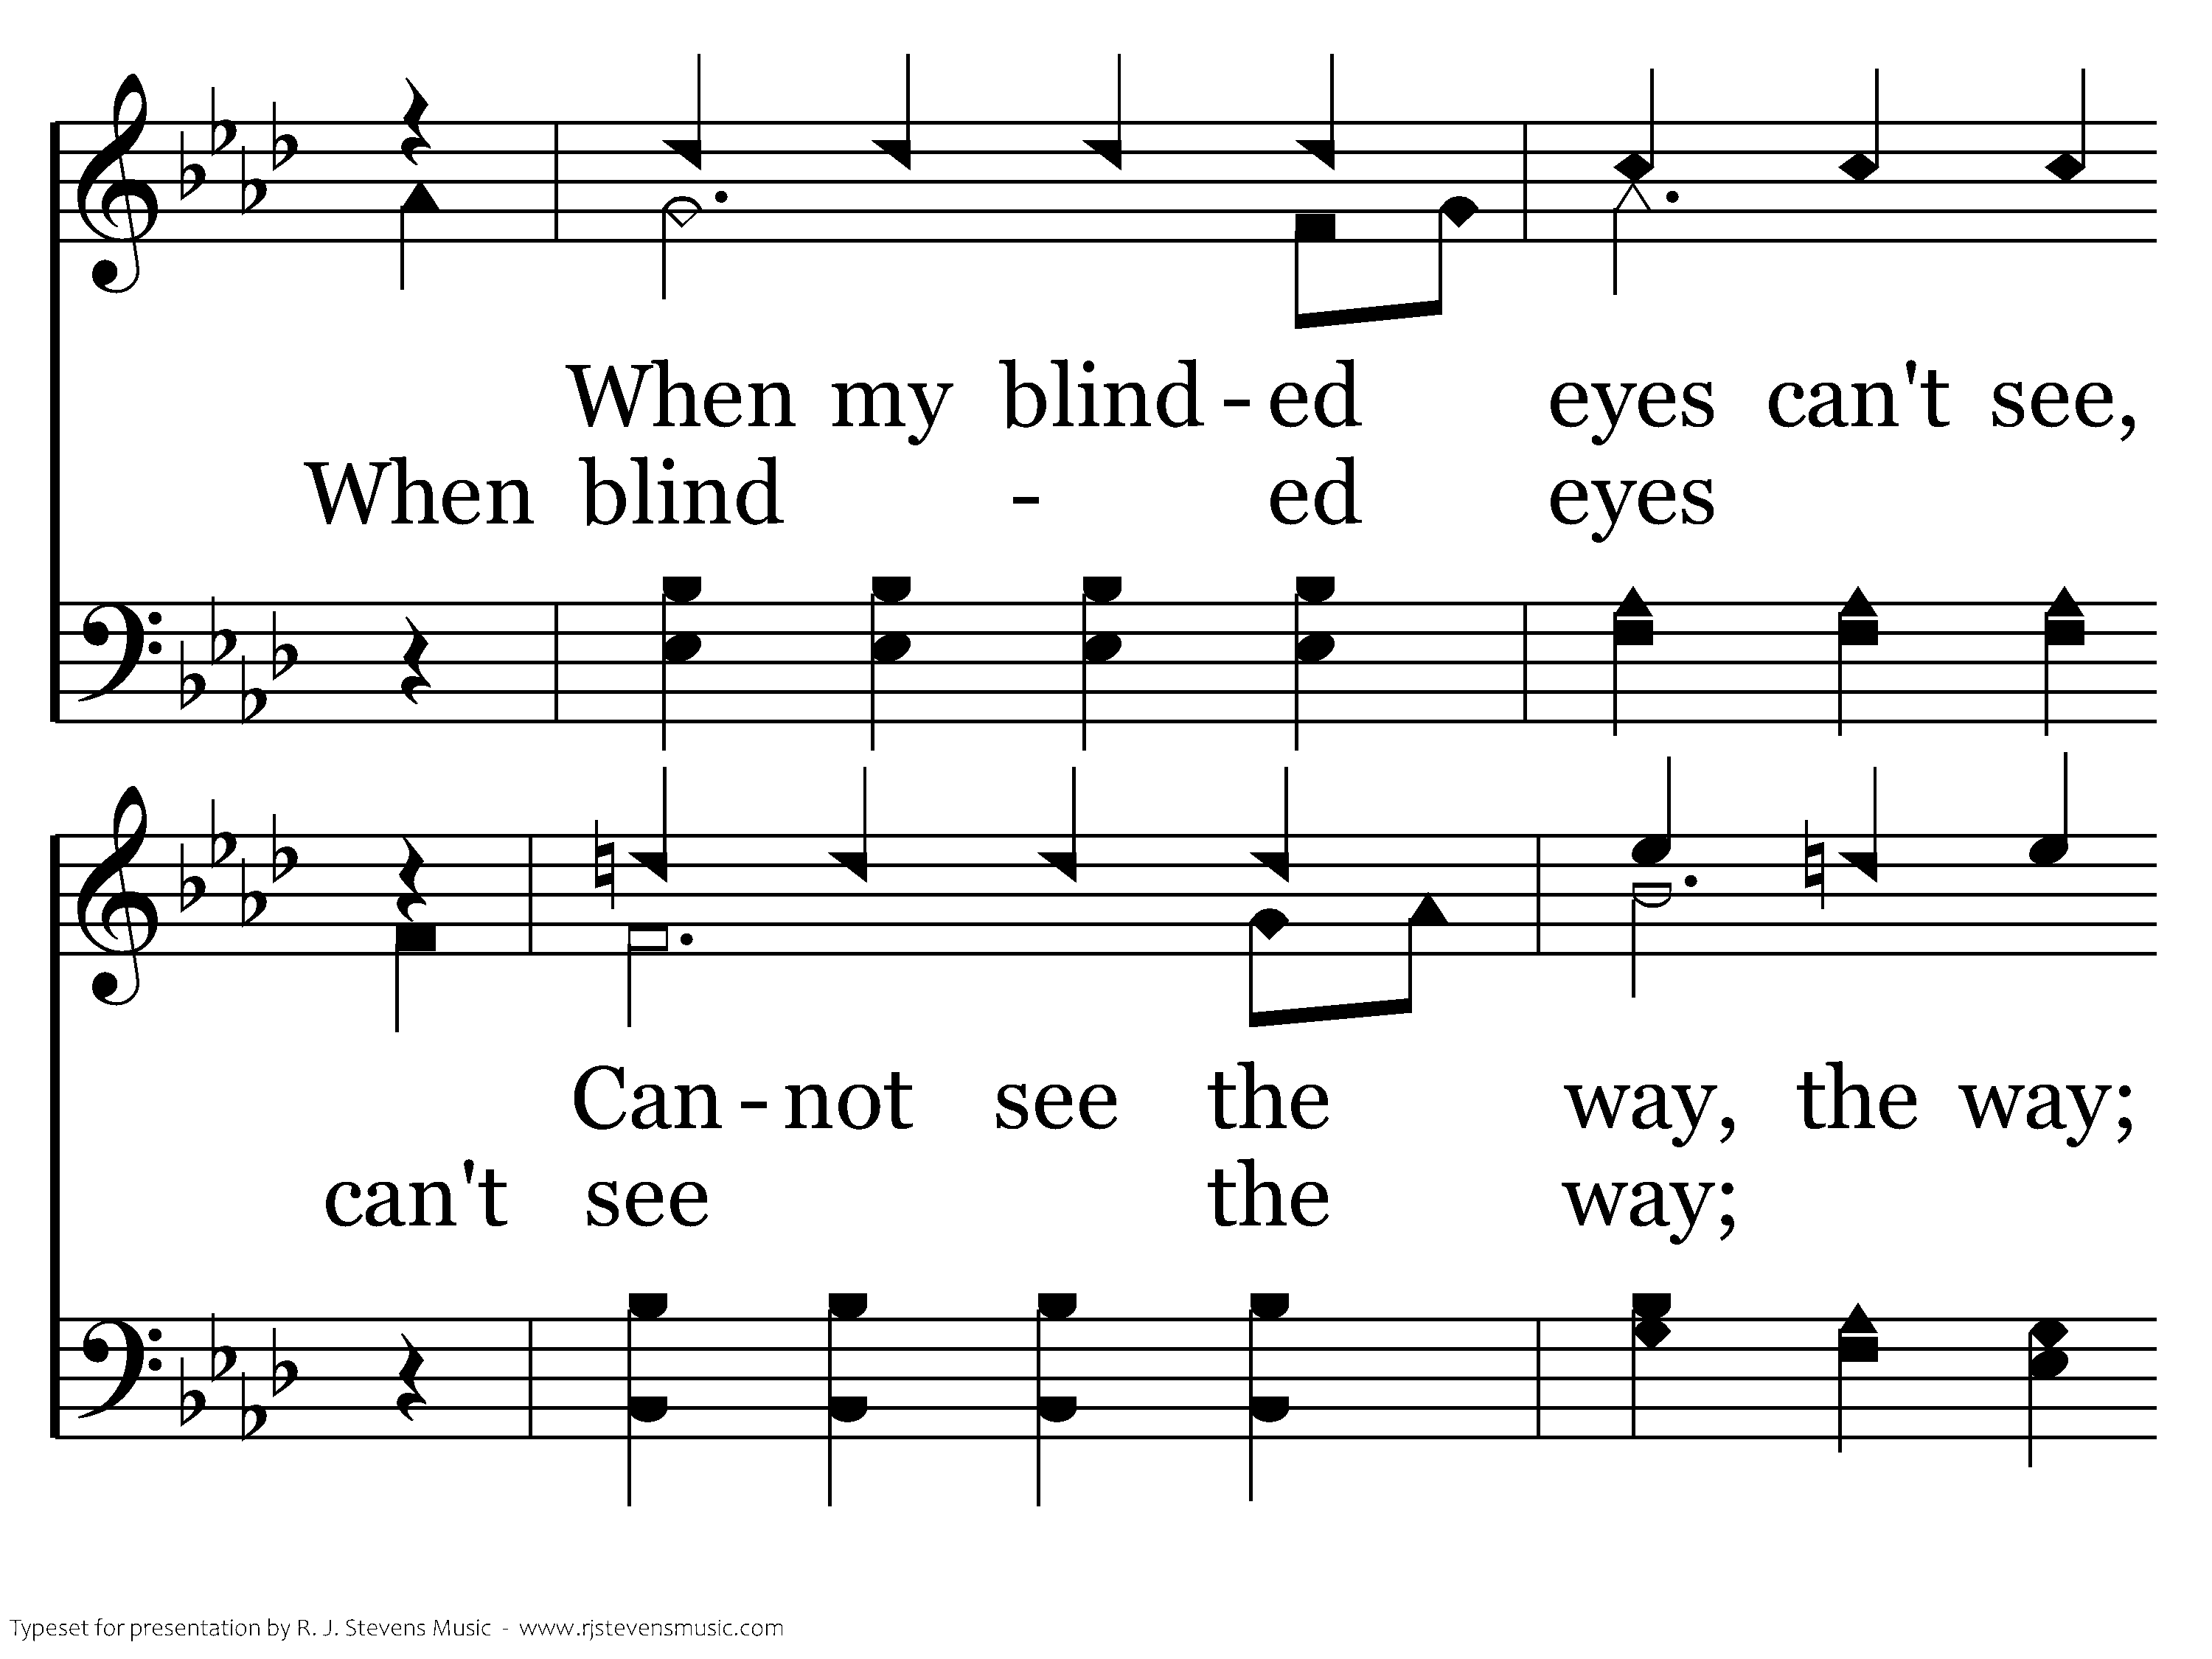 When my blind - ed eyes can't see,
When blind - ed eyes
Can - not see the way, the way;
can't see the way;
Typeset for presentation by R. J. Stevens Music - www.rjstevensmusic.com